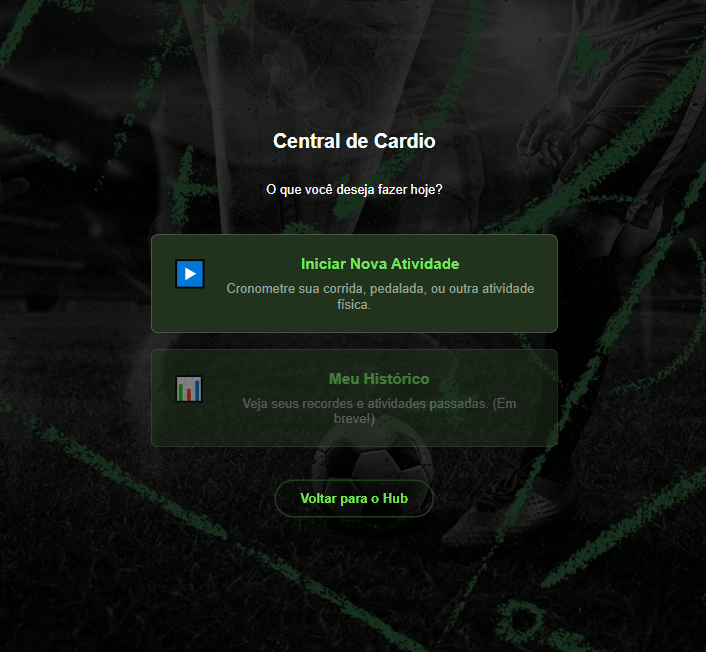 Central de Cardio
O que você deseja fazer hoje?
Iniciar Nova Atividade
Cronometre sua corrida, pedalada, ou outra atividade
física.
Meu Histórico
Veja seus recordes e atividades passadas. (Em
breve!)
Voltar para o Hub